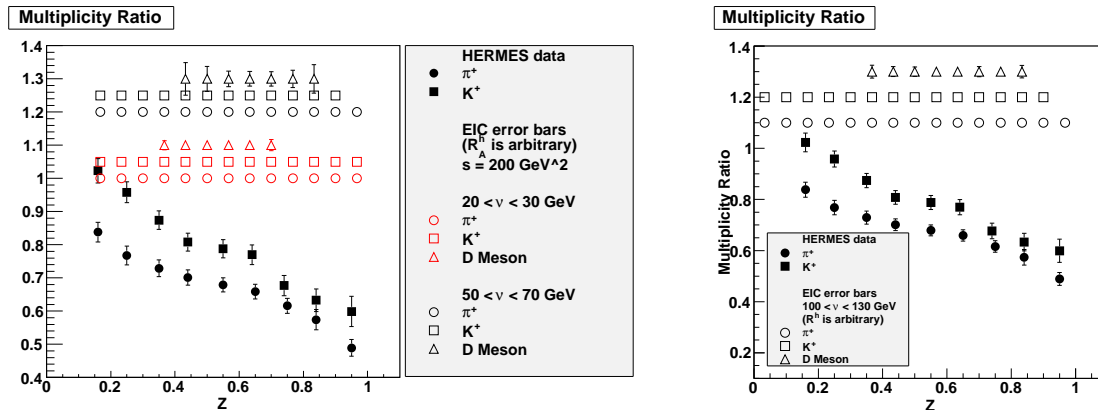 Multiplicity Ratio
1.4
1.3
1.2
1.1
1
0.9
0.8
0.7
0.6
0.5
0.4
0
0.2
0.4
0.6
0.8
1
Z
HERMES data
π+
K+
EIC error bars
(R^h_A is arbitrary)
s = 200 GeV^2
20 < ν < 30 GeV
π+
K+
D Meson
50 < ν < 70 GeV
π+
K+
D Meson
Multiplicity Ratio
Multiplicity Ratio
1.4
1.2
1.0
0.8
0.6
0.4
0.2
0
0.2
0.4
0.6
0.8
1
Z
HERMES data
π+
K+
EIC error bars
100 < ν < 130 GeV
(R^h is arbitrary)
π+
K+
D Meson